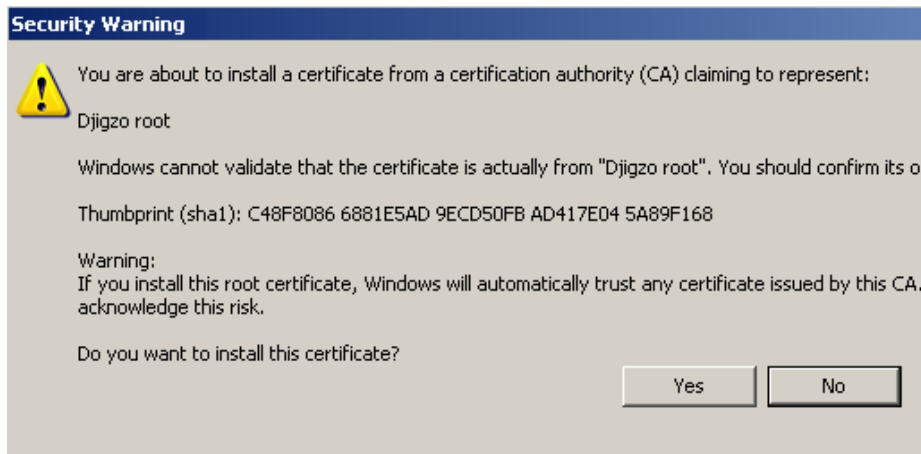 Security Warning
You are about to install a certificate from a certification authority (CA) claiming to represent:
Djigzo root
Windows cannot validate that the certificate is actually from "Djigzo root". You should confirm its o
Thumbprint (sha1): C48F8086 6881E5AD 9ECD50FB AD417E04 5A89F168
Warning:
If you install this root certificate, Windows will automatically trust any certificate issued by this CA.
acknowledge this risk.
Do you want to install this certificate?
Yes No